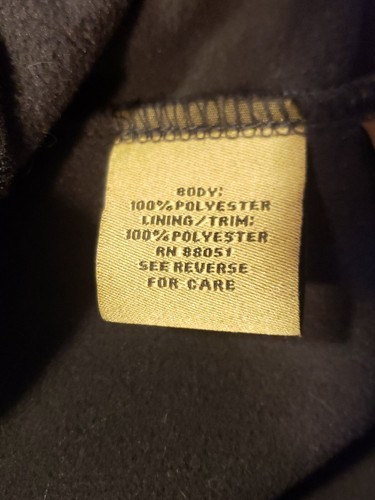 BODY:
100% POLYESTER
LINING/TRIM:
100% POLYESTER
RN 88051
SEE REVERSE
FOR CARE